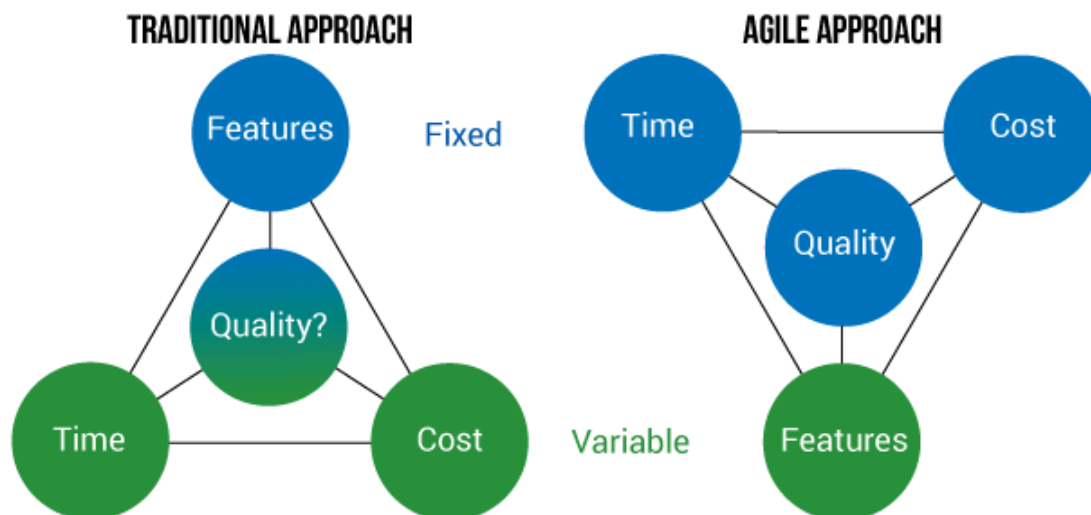 TRADITIONAL APPROACH
Features
Fixed
Quality?
Time
Cost
Variable
AGILE APPROACH
Time
Cost
Quality
Features